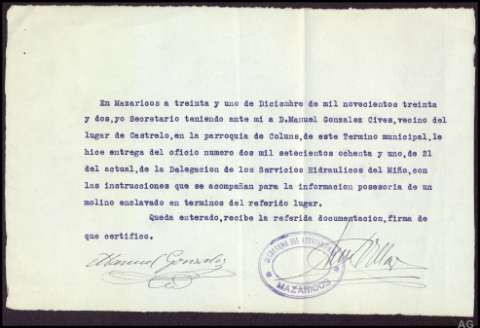 En Mazaricos a treinta y uno de Diciembre de mil novecientos treinta
y dos,yo Secretario teniendo ante mi a D.Manuel Gonzalez Cives,vecino del
lugar de Castrelo,en la parroquia de Coluns,de este Termino municipal,le
hice entrega del oficio numero dos mil setecientos ochenta y uno,de 21
del actual,de la Delegacion de los Servicios Hidraulicos del Miño,con
las instrucciones que se acompañan para la informacion posesoria de un
molino enclavado en terminos del referido lugar.
Queda enterado,recibe la referida documentacion,firma de
que certifico.
Manuel Gonzalez
MAZARICOS
AG